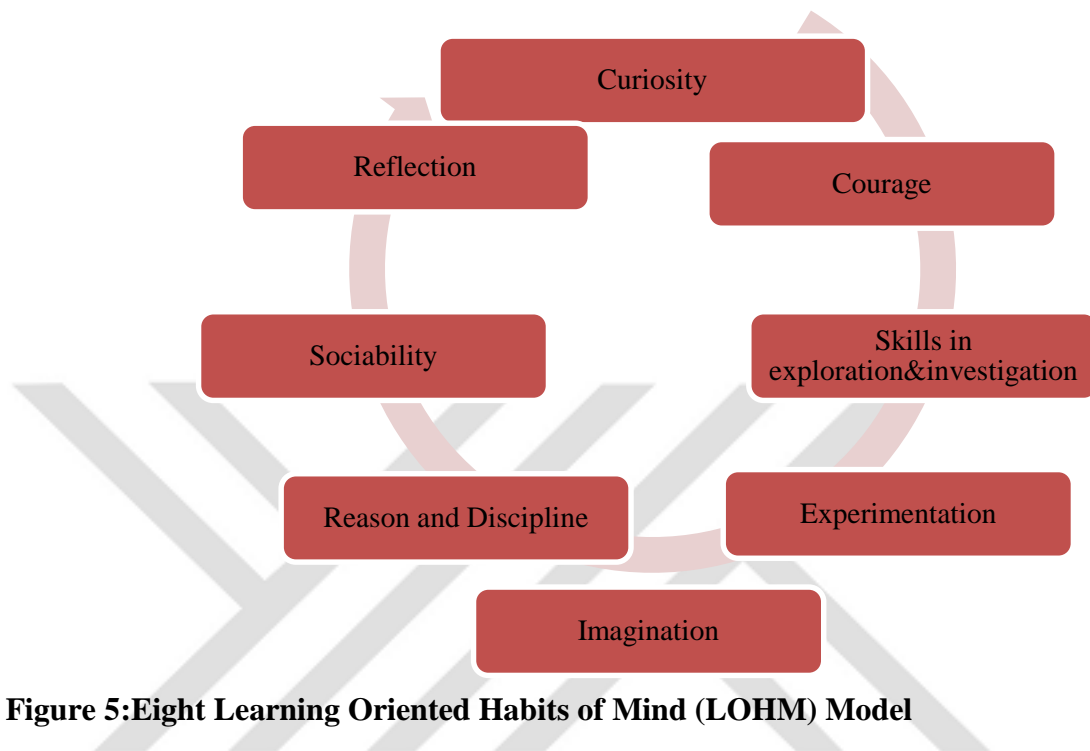 Curiosity
Courage
Skills in
exploration&investigation
Experimentation
Imagination
Reason and Discipline
Sociability
Reflection
Figure 5:Eight Learning Oriented Habits of Mind (LOHM) Model